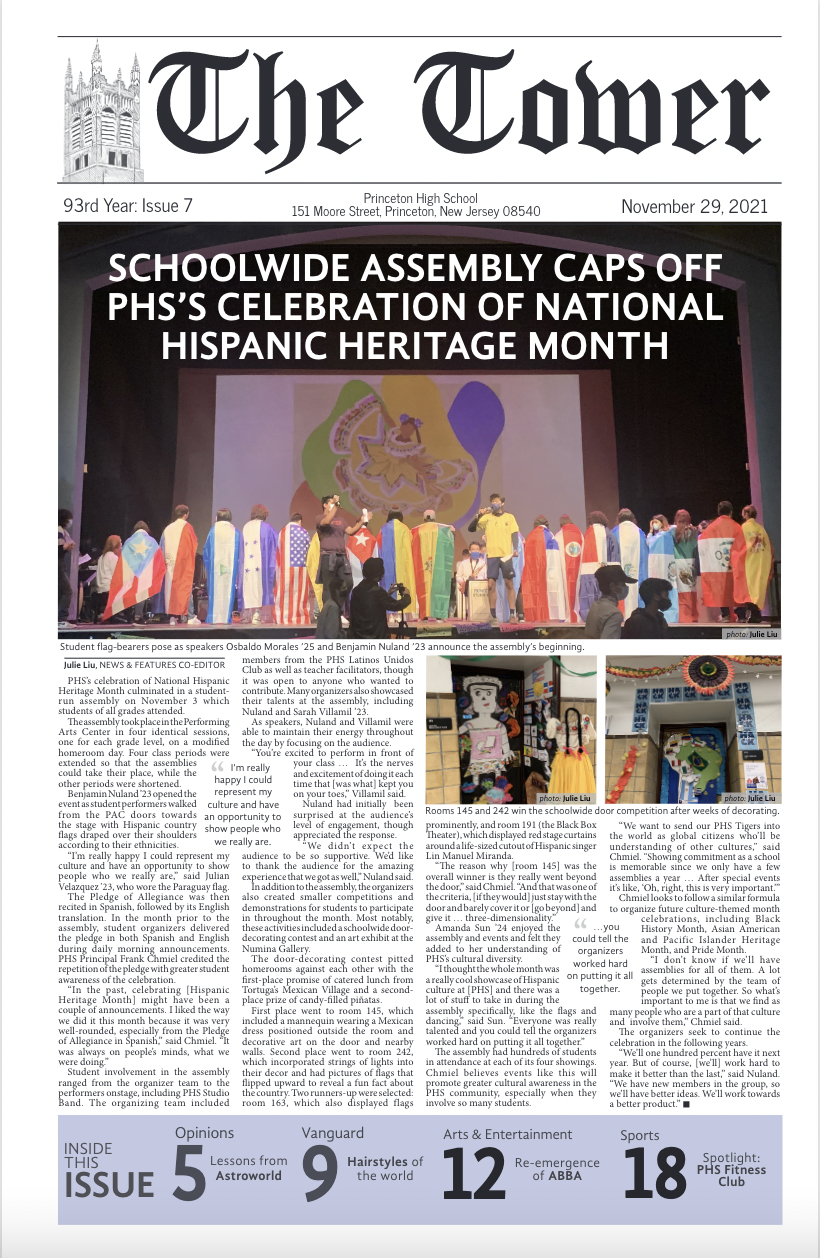 The Tower
93rd Year: Issue 7
Princeton High School
151 Moore Street, Princeton, New Jersey 08540
November 29, 2021
SCHOOLWIDE ASSEMBLY CAPS OFF
PHS'S CELEBRATION OF NATIONAL
HISPANIC HERITAGE MONTH
photo: Julie Liu
Student flag-bearers pose as speakers Osbaldo Morales '25 and Benjamin Nuland '23 announce the assembly's beginning.
Julie Liu, NEWS & FEATURES CO-EDITOR
PHS's celebration of National Hispanic
Heritage Month culminated in a student-
run assembly on November 3 which
students of all grades attended.
The assembly took place in the Performing
Arts Center in four identical sessions,
one for each grade level, on a modified
homeroom day. Four class periods were
extended so that the assemblies
could take their place, while the
other periods were shortened.
Benjamin Nuland '23 opened the
event as student performers walked
from the PAC doors towards
the stage with Hispanic country
flags draped over their shoulders
according to their ethnicities.
"I'm really happy I could represent my
culture and have an opportunity to show
people who we really are," said Julian
Velazquez '23, who wore the Paraguay flag.
The Pledge of Allegiance was then
recited in Spanish, followed by its English
translation. In the month prior to the
assembly, student organizers delivered
the pledge in both Spanish and English
during daily morning announcements.
PHS Principal Frank Chmiel credited the
repetition of the pledge with greater student
awareness of the celebration.
"In the past, celebrating [Hispanic
Heritage Month] might have been a
couple of announcements. I liked the way
we did it this month because it was very
well-rounded, especially from the Pledge
of Allegiance in Spanish," said Chmiel. "It
was always on people's minds, what we
were doing."
Student involvement in the assembly
ranged from the organizer team to the
performers onstage, including PHS Studio
Band. The organizing team included
“ I'm really
happy I could
represent my
culture and have
an opportunity to
show people who
we really are.
members from the PHS Latinos Unidos
Club as well as teacher facilitators, though
it was open to anyone who wanted to
contribute. Many organizers also showcased
their talents at the assembly, including
Nuland and Sarah Villamil '23.
As speakers, Nuland and Villamil were
able to maintain their energy throughout
the day by focusing on the audience.
"You're excited to perform in front of
your class … It's the nerves
and excitement of doing it each
time that [was what] kept you
on your toes," Villamil said.
Nuland had initially been
surprised at the audience's
level of engagement, though
appreciated the response.
"We didn't expect the
audience to be so supportive. We'd like
to thank the audience for the amazing
experience that we got as well," Nuland said.
In addition to the assembly, the organizers
also created smaller competitions and
demonstrations for students to participate
in throughout the month. Most notably,
these activities included a schoolwide door-
decorating contest and an art exhibit at the
Numina Gallery.
The door-decorating contest pitted
homerooms against each other with the
first-place promise of catered lunch from
Tortuga's Mexican Village and a second-
place prize of candy-filled piñatas.
First place went to room 145, which
included a mannequin wearing a Mexican
dress positioned outside the room and
decorative art on the door and nearby
walls. Second place went to room 242,
which incorporated strings of lights into
their decor and had pictures of flags that
flipped upward to reveal a fun fact about
the country. Two runners-up were selected:
room 163, which also displayed flags
photo: Julie Liu
photo: Julie Liu
Rooms 145 and 242 win the schoolwide door competition after weeks of decorating.
prominently, and room 191 (the Black Box
Theater), which displayed red stage curtains
around a life-sized cutout of Hispanic singer
Lin Manuel Miranda.
"The reason why [room 145] was the
overall winner is they really went beyond
the door," said Chmiel. "And that was one of
the criteria, [if they would] just stay with the
door and barely cover it or [go beyond] and
give it … three-dimensionality."
Amanda Sun '24 enjoyed the
assembly and events and felt they
added to her understanding of
PHS's cultural diversity.
"I thought the whole month was
a really cool showcase of Hispanic
culture at [PHS] and there was a
lot of stuff to take in during the
assembly specifically, like the flags and
dancing," said Sun. "Everyone was really
talented and you could tell the organizers
worked hard on putting it all together."
The assembly had hundreds of students
in attendance at each of its four showings.
Chmiel believes events like this will
promote greater cultural awareness in the
PHS community, especially when they
involve so many students.
“ …you
could tell the
organizers
worked hard
on putting it all
together.
"We want to send our PHS Tigers into
the world as global citizens who'll be
understanding of other cultures," said
Chmiel. "Showing commitment as a school
is memorable since we only have a few
assemblies a year … After special events
it's like, 'Oh, right, this is very important.'"
Chmiel looks to follow a similar formula
to organize future culture-themed month
celebrations, including Black
History Month, Asian American
and Pacific Islander Heritage
Month, and Pride Month.
"I don't know if we'll have
assemblies for all of them. A lot
gets determined by the team of
people we put together. So what's
important to me is that we find as
many people who are a part of that culture
and involve them," Chmiel said.
The organizers seek to continue the
celebration in the following years.
"We'll one hundred percent have it next
year. But of course, [we'll] work hard to
make it better than the last," said Nuland.
"We have new members in the group, so
we'll have better ideas. We'll work towards
a better product." ■
INSIDE
THIS
ISSUE
Opinions
5
Lessons from
Astroworld
Vanguard
9
Hairstyles of
the world
Arts & Entertainment
12
Re-emergence
of ABBA
Sports
18
Spotlight:
PHS Fitness
Club